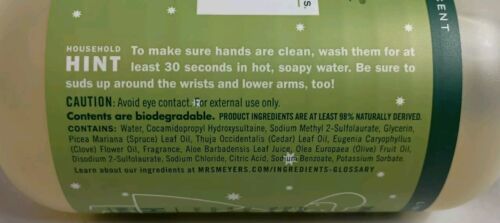 HOUSEHOLD
HINT To make sure hands are clean, wash them for at
least 30 seconds in hot, soapy water. Be sure to
suds up around the wrists and lower arms, too!
CAUTION: Avoid eye contact. For external use only.
Contents are biodegradable. PRODUCT INGREDIENTS ARE AT LEAST 98% NATURALLY DERIVED.
CONTAINS: Water, Cocamidopropyl Hydroxysultaine, Sodium Methyl 2-Sulfolaurate, Glycerin,
Picea Mariana (Spruce) Leaf Oil, Thuja Occidentalis (Cedar) Leaf Oil, Eugenia Caryophyllus
(Clove) Flower Oil, Fragrance, Aloe Barbadensis Leaf Juice, Olea Europaea (Olive) Fruit Oil,
Disodium 2-Sulfolaurate, Sodium Chloride, Citric Acid, Sodium Benzoate, Potassium Sorbate.
Learn about our ingredients at MRSMEYERS.COM/INGREDIENTS-GLOSSARY